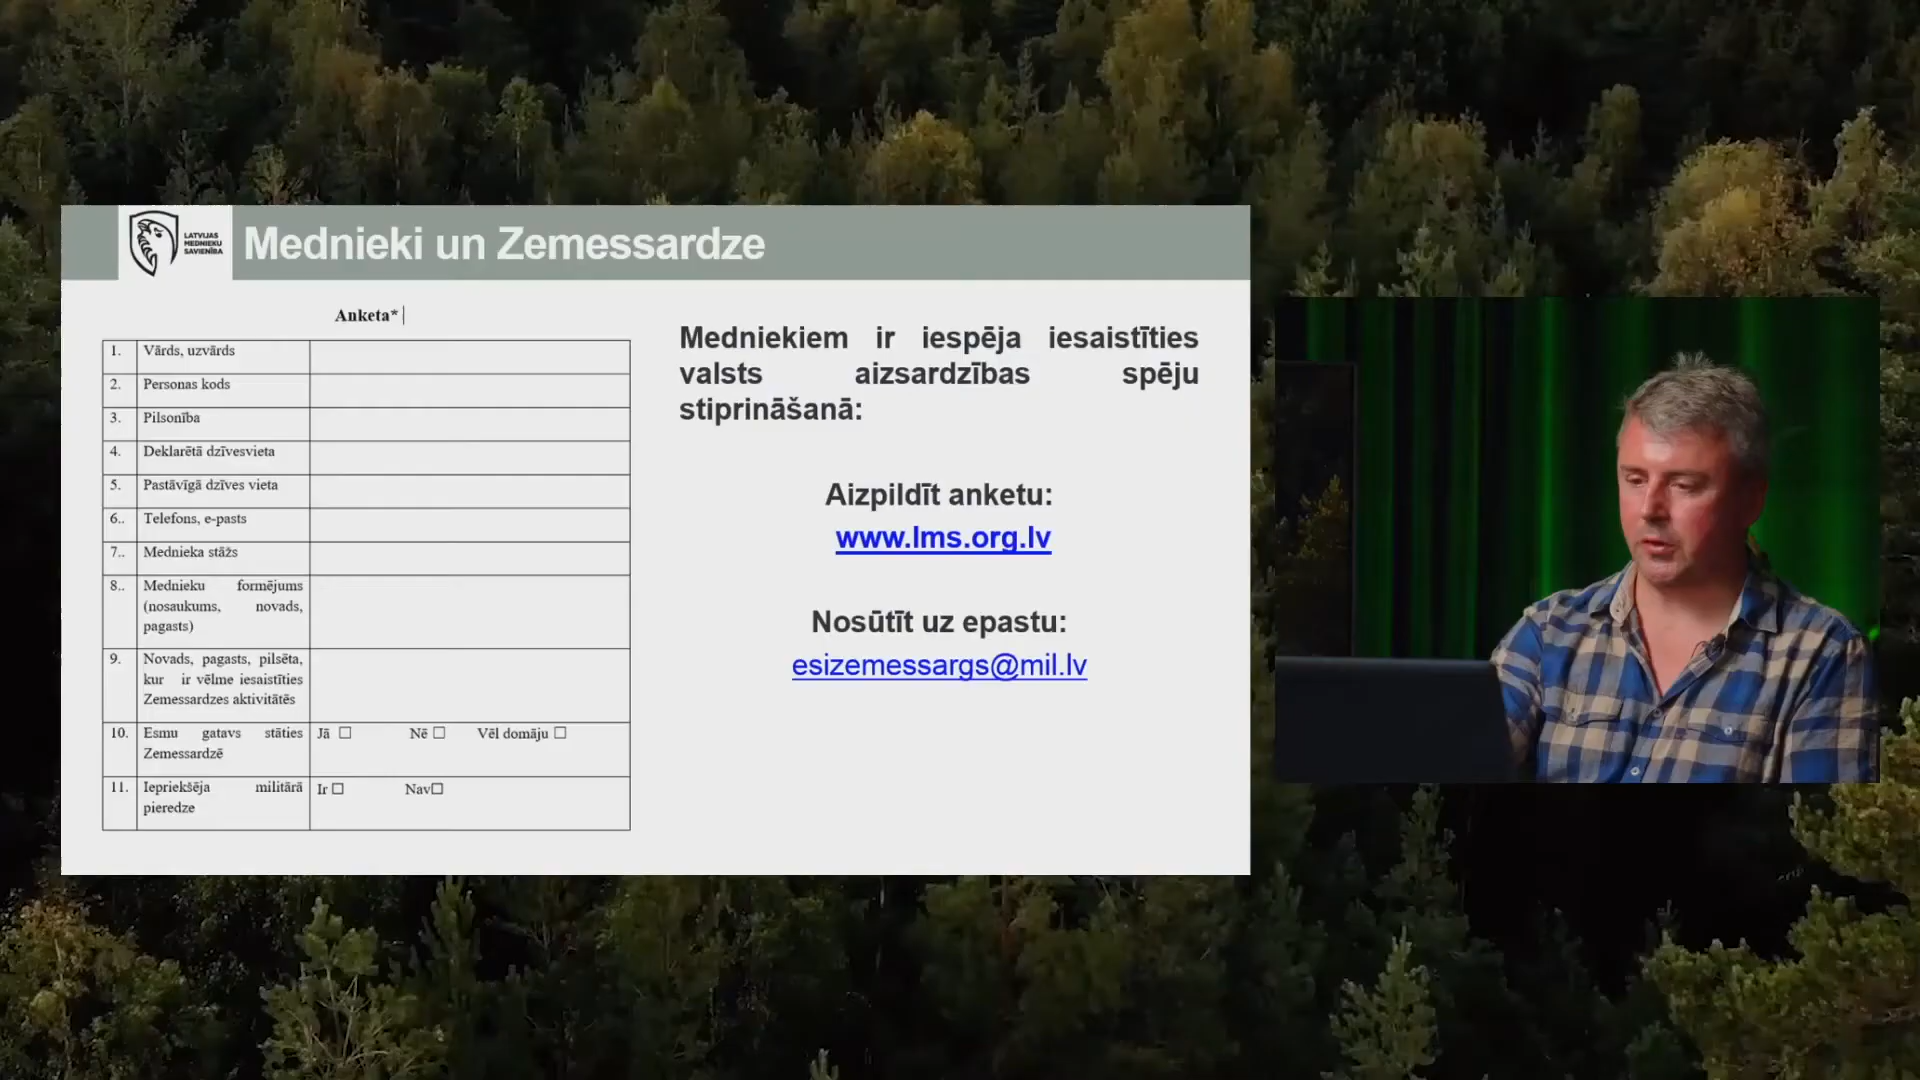 LATVIJAS
MEDNIEKU
SAVIENĪBA
Mednieki un Zemessardze
Anketa*
1. Vārds, uzvārds
2. Personas kods
3. Pilsonība
4. Deklarētā dzīvesvieta
5. Pastāvīgā dzīves vieta
6.. Telefons, e-pasts
7.. Mednieka stāžs
8.. Mednieku formējums
(nosaukums, novads,
pagasts)
9. Novads, pagasts, pilsēta,
kur ir vēlme iesaistīties
Zemessardzes aktivitātēs
10. Esmu gatavs stāties Jā ☐ Nē ☐ Vēl domāju ☐
Zemessardzē
11. Iepriekšēja militārā Ir ☐ Nav☐
pieredze
Medniekiem ir iespēja iesaistīties
valsts aizsardzības spēju
stiprināšanā:
Aizpildīt anketu:
www.lms.org.lv
Nosūtīt uz epastu:
esizemessargs@mil.lv